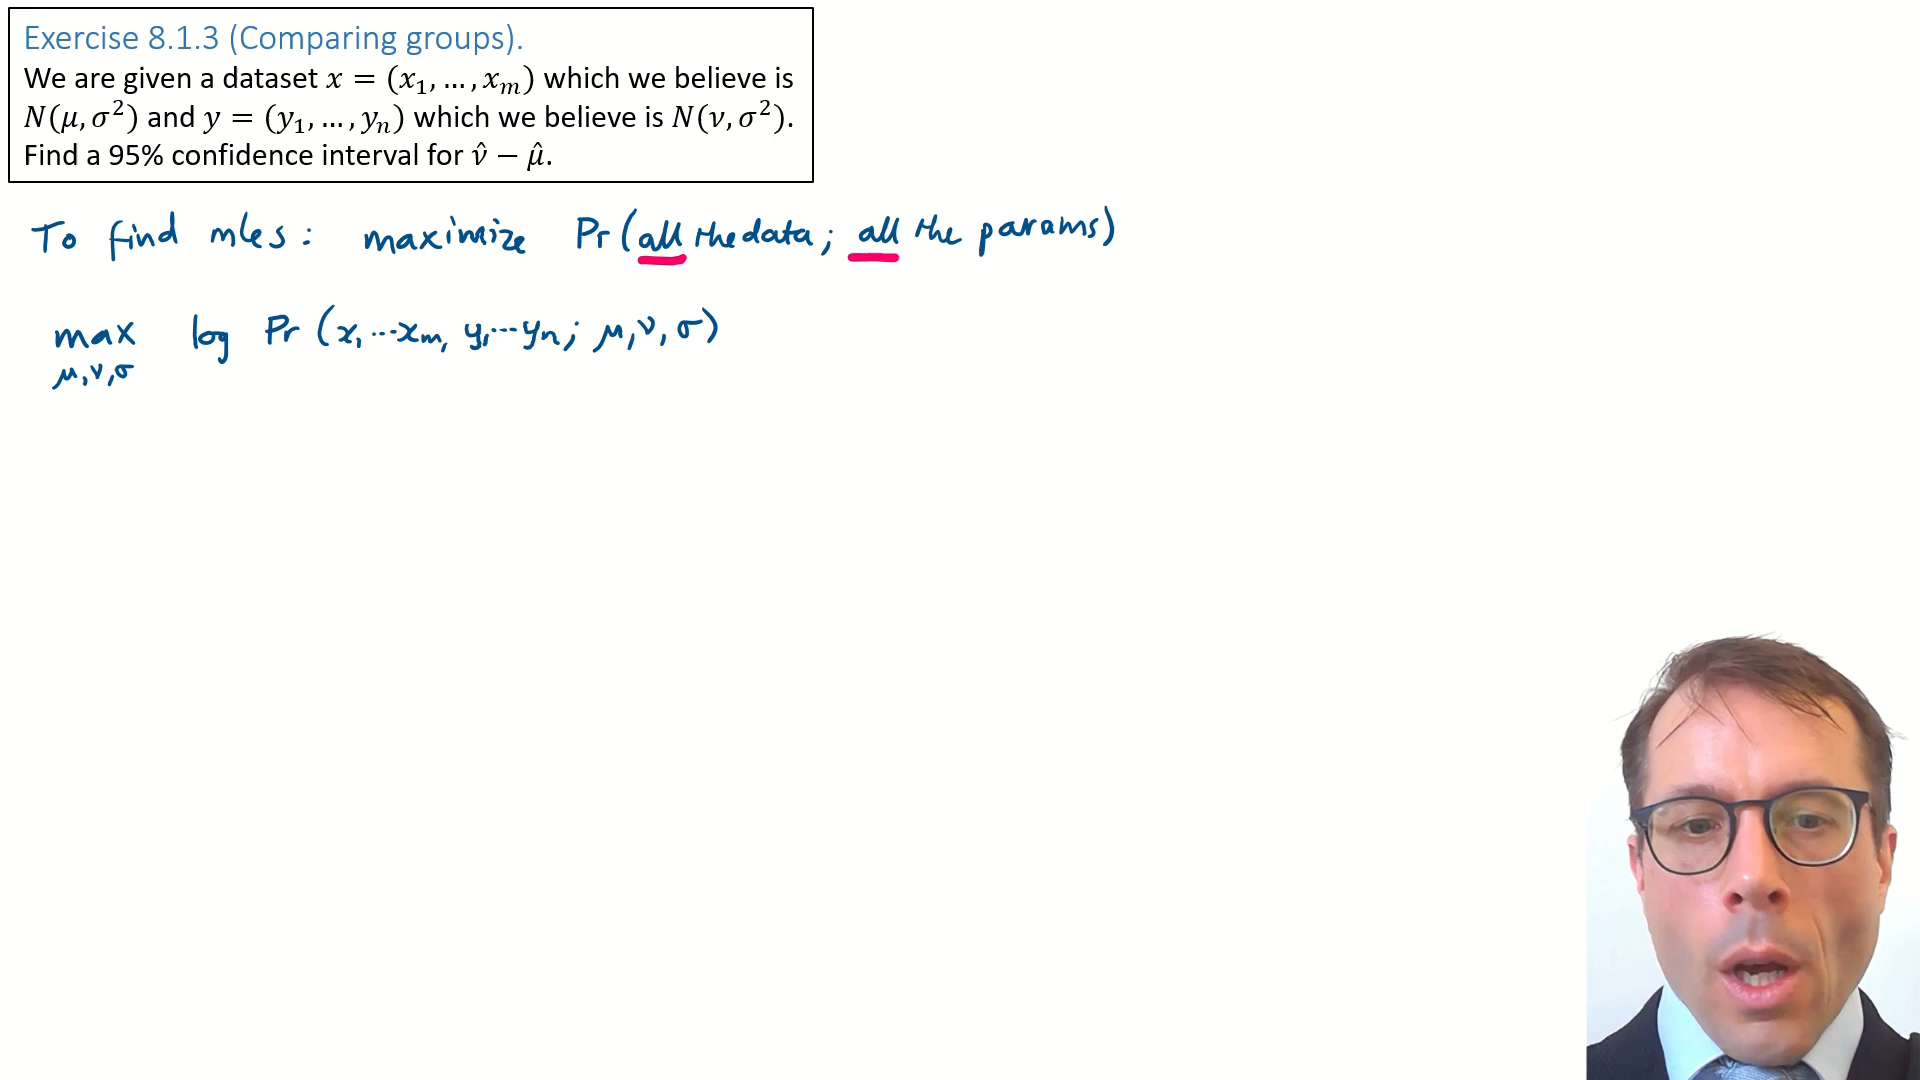 Exercise 8.1.3 (Comparing groups).
We are given a dataset x = (x₁, … , xₘ) which we believe is
N(μ, σ²) and y = (y₁, … , yₙ) which we believe is N(ν, σ²).
Find a 95% confidence interval for ν̂ − μ̂.
To find mles: maximize Pr(all the data; all the params)
max log Pr (x₁ ⋯ xₘ, y₁ ⋯ yₙ; μ, ν, σ)
μ, ν, σ